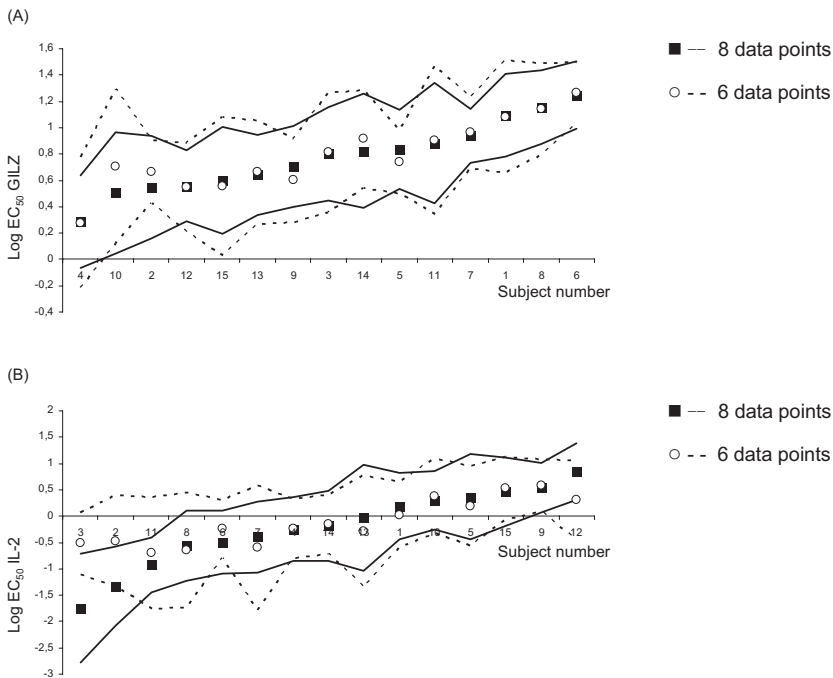 (A)
Log EC50 GILZ
1,6
1,4
1,2
1
0,8
0,6
0,4
0,2
0
-0,2
-0,4
4 10 2 12 15 13 9 3 14 5 11 7 1 8 6
Subject number
8 data points
6 data points
(B)
Log EC50 IL-2
2
1,5
1
0,5
0
-0,5
-1
-1,5
-2
-2,5
-3
3 2 11 8 6 7 4 14 13 1 10 5 15 9 12
Subject number
8 data points
6 data points